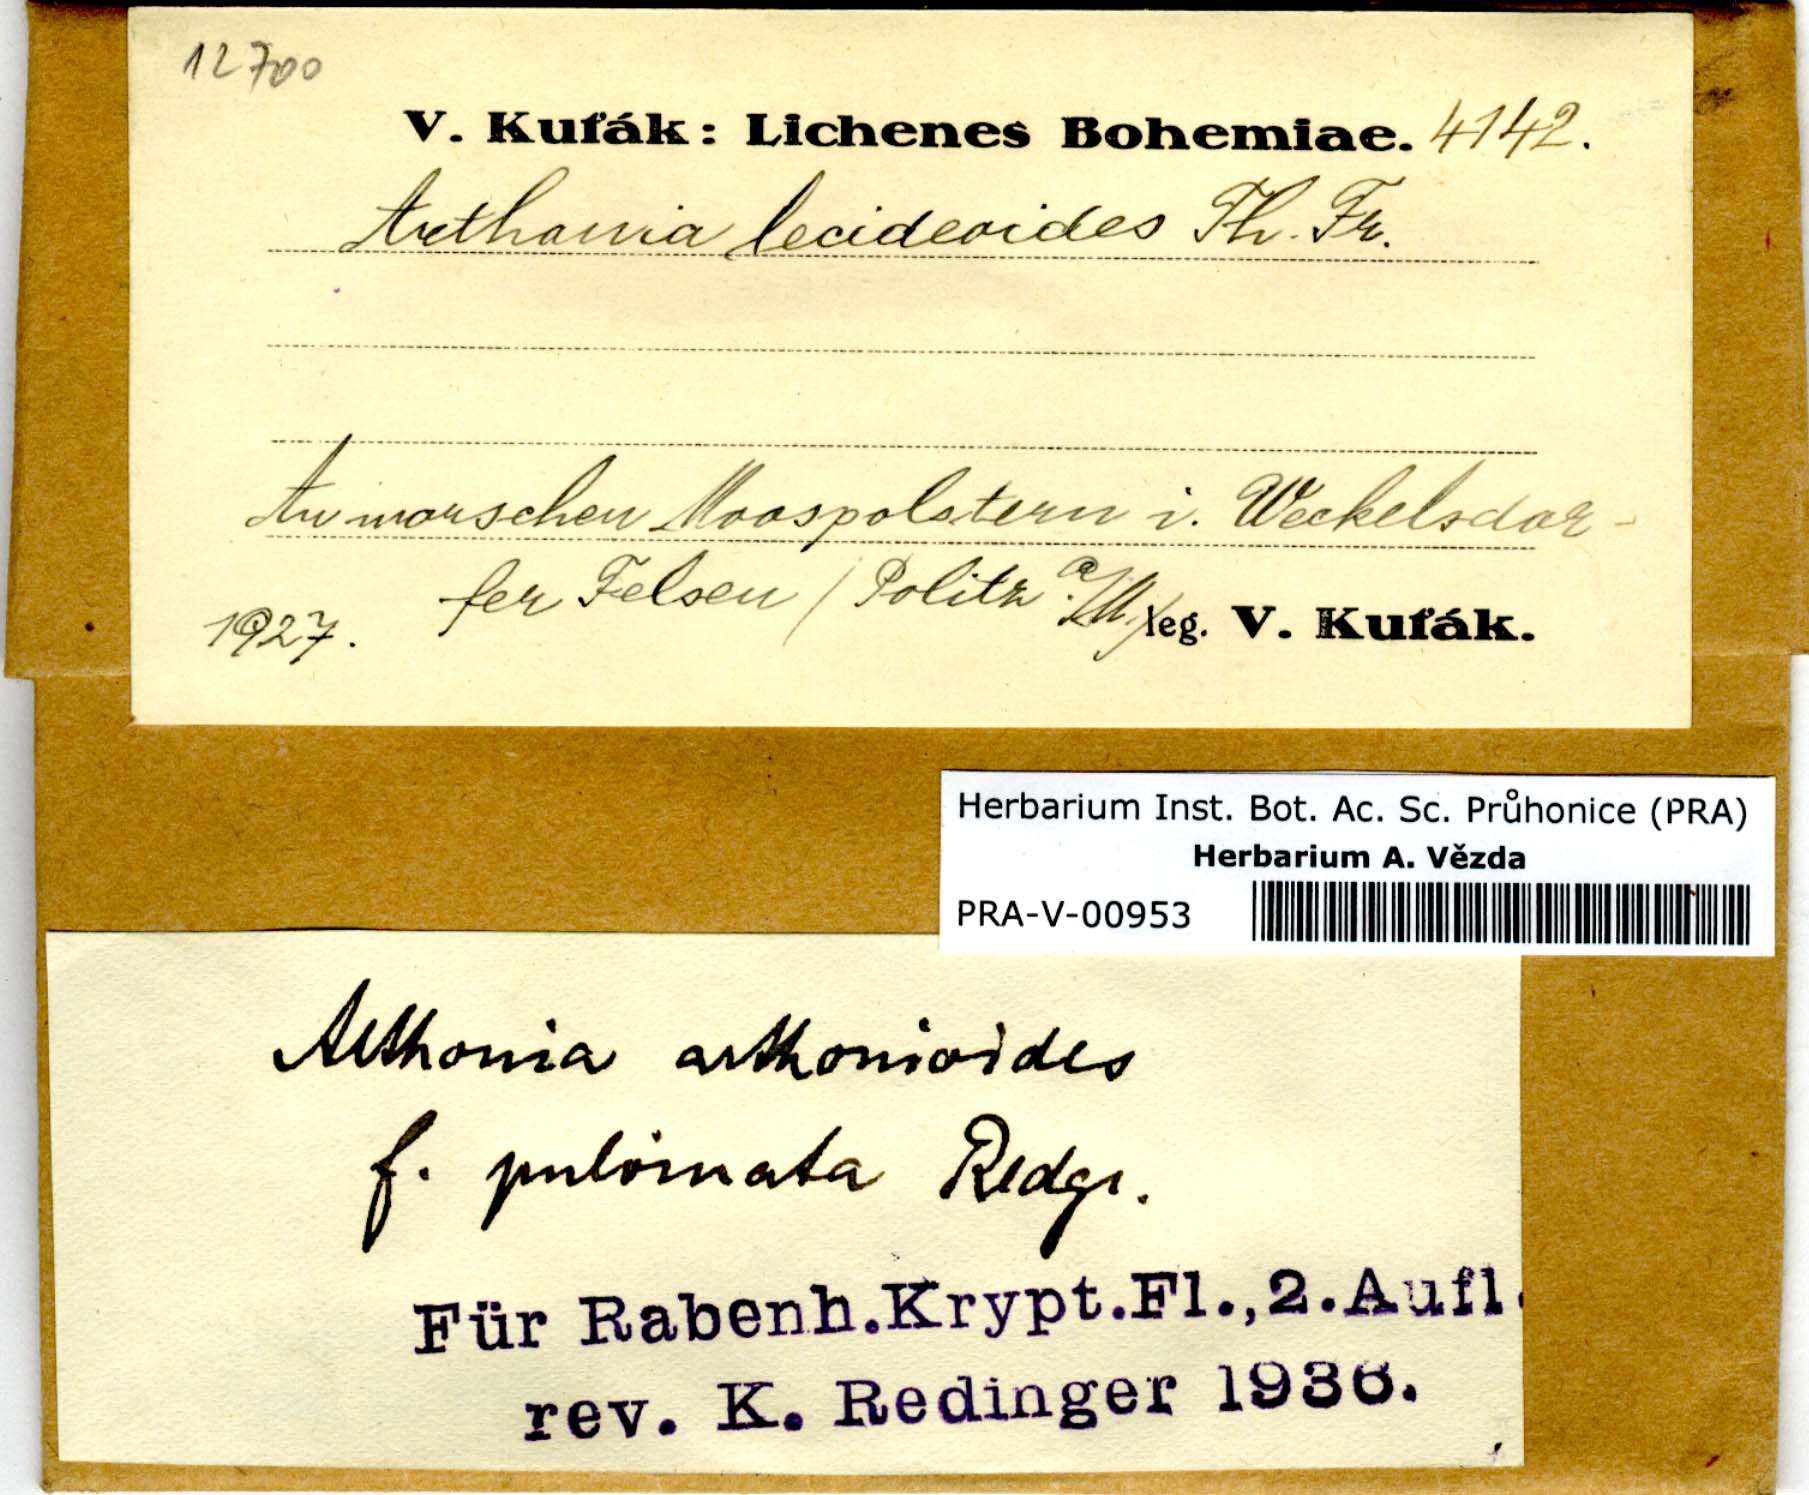 12700
V. Kuťák: Lichenes Bohemiae. 4142.
Arthonia lecideoides Th. Fr.
An morschen Moospolstern i. Weckelsdor-
fer Felsen / Politz a/M./
1927. leg. V. Kuťák.
Herbarium Inst. Bot. Ac. Sc. Průhonice (PRA)
Herbarium A. Vězda
PRA-V-00953
Arthonia arthonioides
f. pulvinata Redgr.
Für Rabenh.Krypt.Fl.,2.Aufl.
rev. K. Redinger 1936.